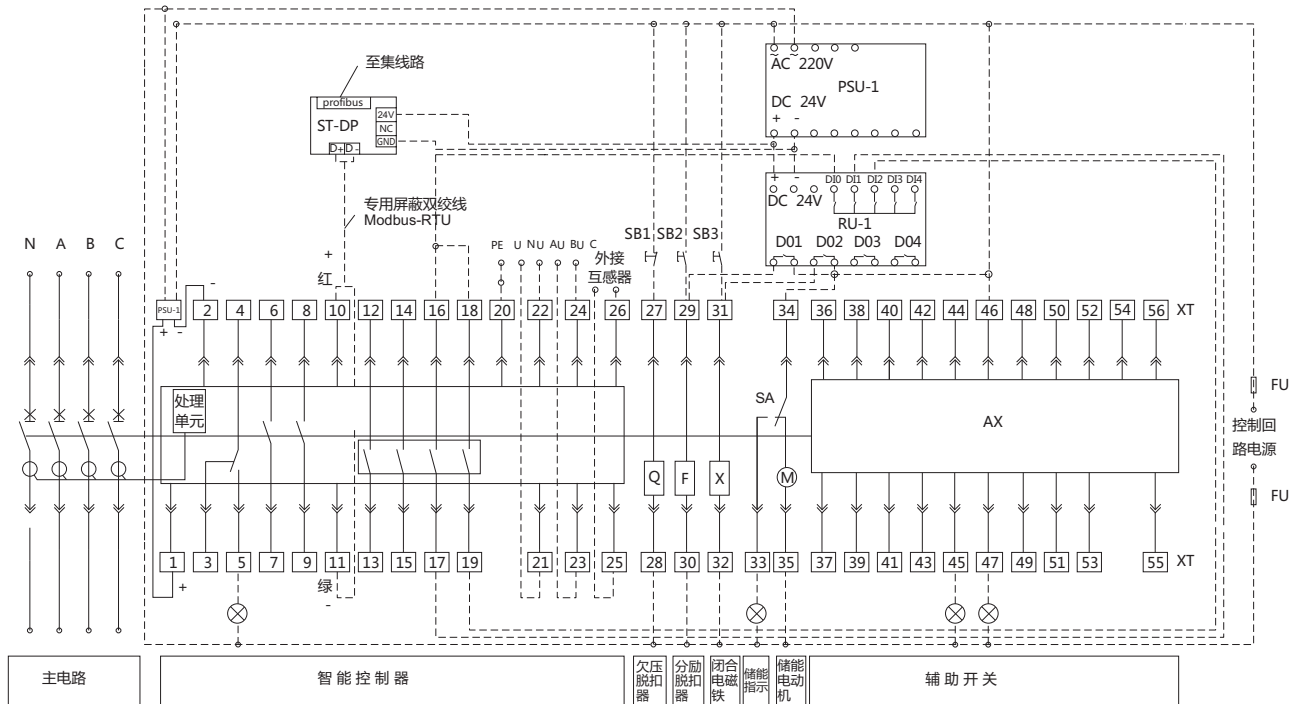 至集线路
profibus
ST-DP
24V
NC
GND
D+ D-
AC 220V
PSU-1
DC 24V
+ -
+ - DI0 DI1 DI2 DI3 DI4
DC 24V
RU-1
D01 D02 D03 D04
专用屏蔽双绞线
Modbus-RTU
SB1 SB2 SB3
N A B C
PE U N U A U B U C
外接
互感器
+
红
-
PSU-1 2 4 6 8 10 12 14 16 18 20 22 24 26 27 29 31 34 36 38 40 42 44 46 48 50 52 54 56 XT
+ -
处理
单元
SA
AX
FU
控制回
路电源
FU
Q F X M
1 3 5 7 9 11 13 15 17 19 21 23 25 28 30 32 33 35 37 39 41 43 45 47 49 51 53 55 XT
+
绿
-
主电路
智能控制器
欠压
脱扣
器
分励
脱扣
器
闭合
电磁
铁
储能
指示
储能
电动
机
辅助开关